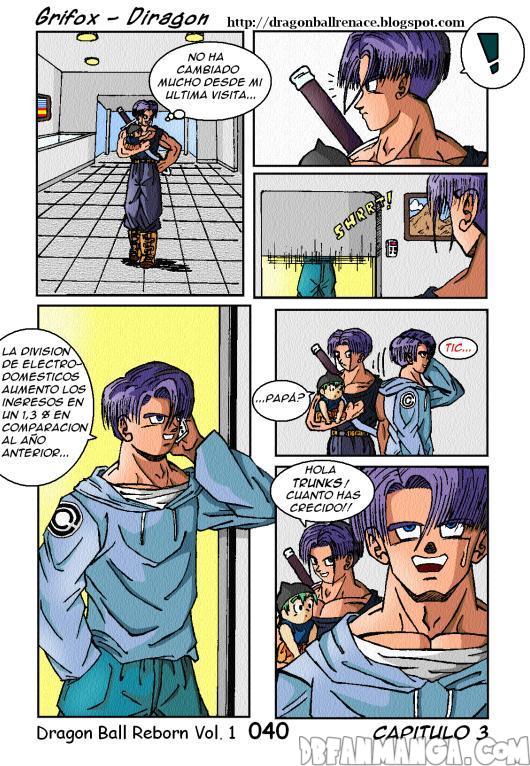 Grifox - Diragon
http://dragonballrenace.blogspot.com/
NO HA
CAMBIADO
MUCHO DESDE MI
ULTIMA VISITA...
!
SHRRT!
LA DIVISION
DE ELECTRO-
DOMESTICOS
AUMENTO LOS
INGRESOS EN
UN 1,3 % EN
COMPARACION
AL AÑO
ANTERIOR...
...PAPÁ?
TIC...
HOLA
TRUNKS!
CUANTO HAS
CRECIDO!!
Dragon Ball Reborn Vol. 1
040
CAPITULO 3
DBFANMANGA.COM